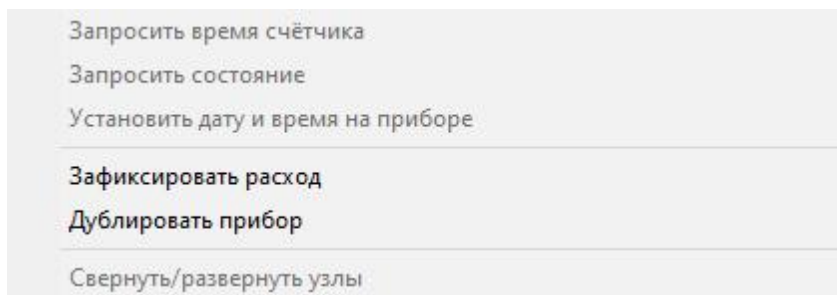 Запросить время счётчика
Запросить состояние
Установить дату и время на приборе
Зафиксировать расход
Дублировать прибор
Свернуть/развернуть узлы